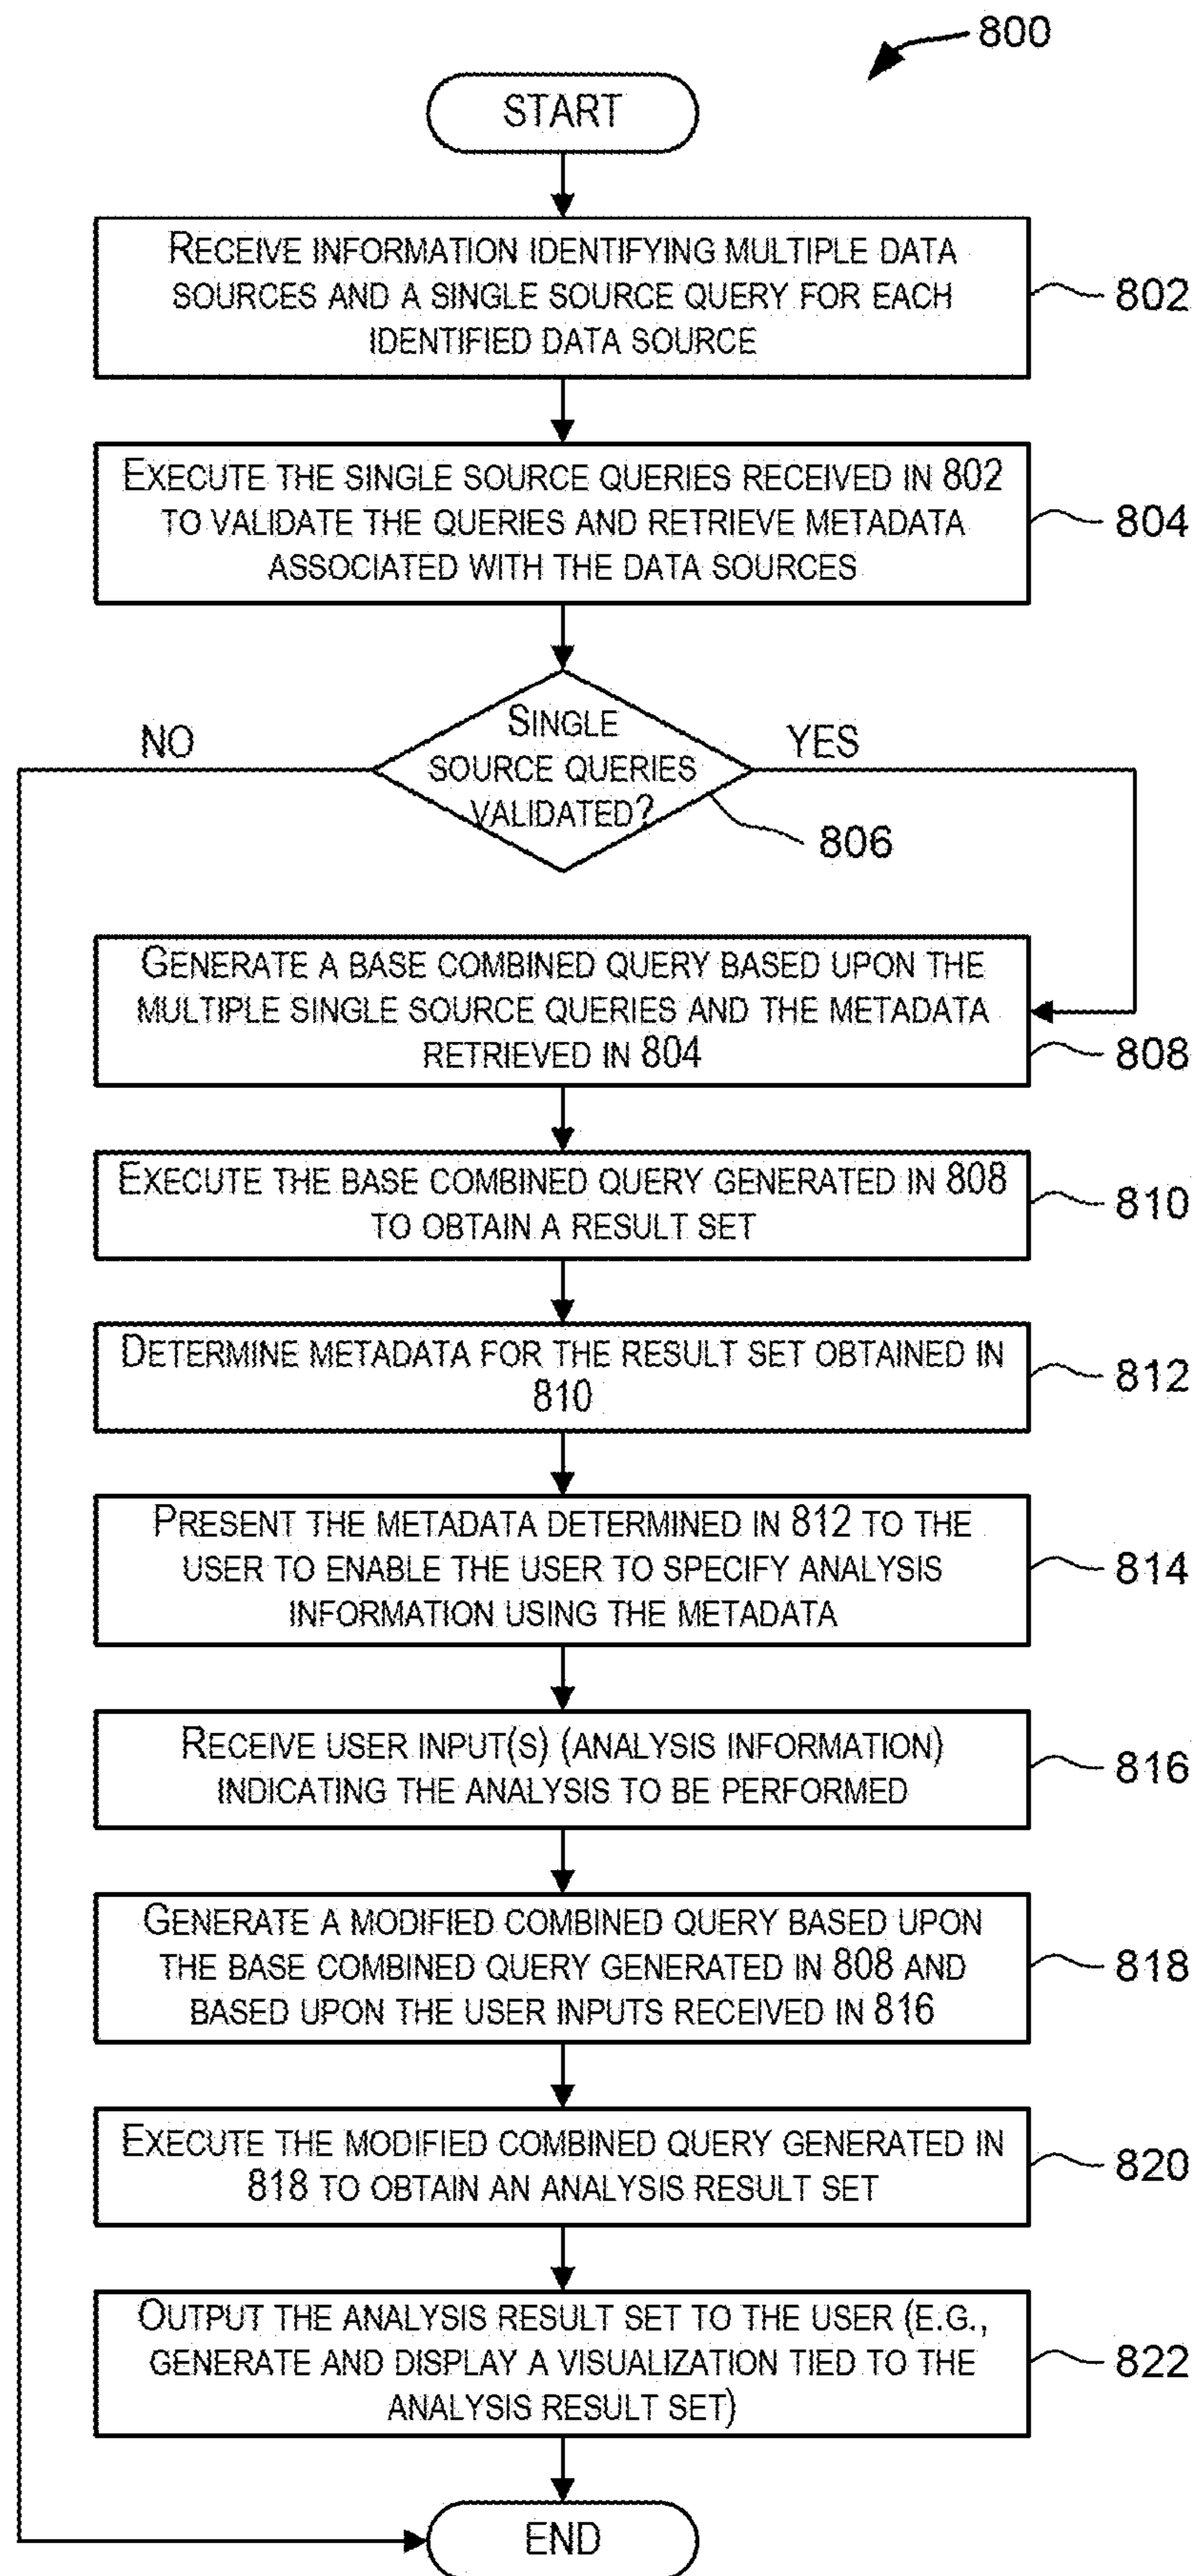 800
START
RECEIVE INFORMATION IDENTIFYING MULTIPLE DATA
SOURCES AND A SINGLE SOURCE QUERY FOR EACH
IDENTIFIED DATA SOURCE
802
EXECUTE THE SINGLE SOURCE QUERIES RECEIVED IN 802
TO VALIDATE THE QUERIES AND RETRIEVE METADATA
ASSOCIATED WITH THE DATA SOURCES
804
NO
SINGLE
SOURCE QUERIES
VALIDATED?
YES
806
GENERATE A BASE COMBINED QUERY BASED UPON THE
MULTIPLE SINGLE SOURCE QUERIES AND THE METADATA
RETRIEVED IN 804
808
EXECUTE THE BASE COMBINED QUERY GENERATED IN 808
TO OBTAIN A RESULT SET
810
DETERMINE METADATA FOR THE RESULT SET OBTAINED IN
810
812
PRESENT THE METADATA DETERMINED IN 812 TO THE
USER TO ENABLE THE USER TO SPECIFY ANALYSIS
INFORMATION USING THE METADATA
814
RECEIVE USER INPUT(S) (ANALYSIS INFORMATION)
INDICATING THE ANALYSIS TO BE PERFORMED
816
GENERATE A MODIFIED COMBINED QUERY BASED UPON
THE BASE COMBINED QUERY GENERATED IN 808 AND
BASED UPON THE USER INPUTS RECEIVED IN 816
818
EXECUTE THE MODIFIED COMBINED QUERY GENERATED IN
818 TO OBTAIN AN ANALYSIS RESULT SET
820
OUTPUT THE ANALYSIS RESULT SET TO THE USER (E.G.,
GENERATE AND DISPLAY A VISUALIZATION TIED TO THE
ANALYSIS RESULT SET)
822
END